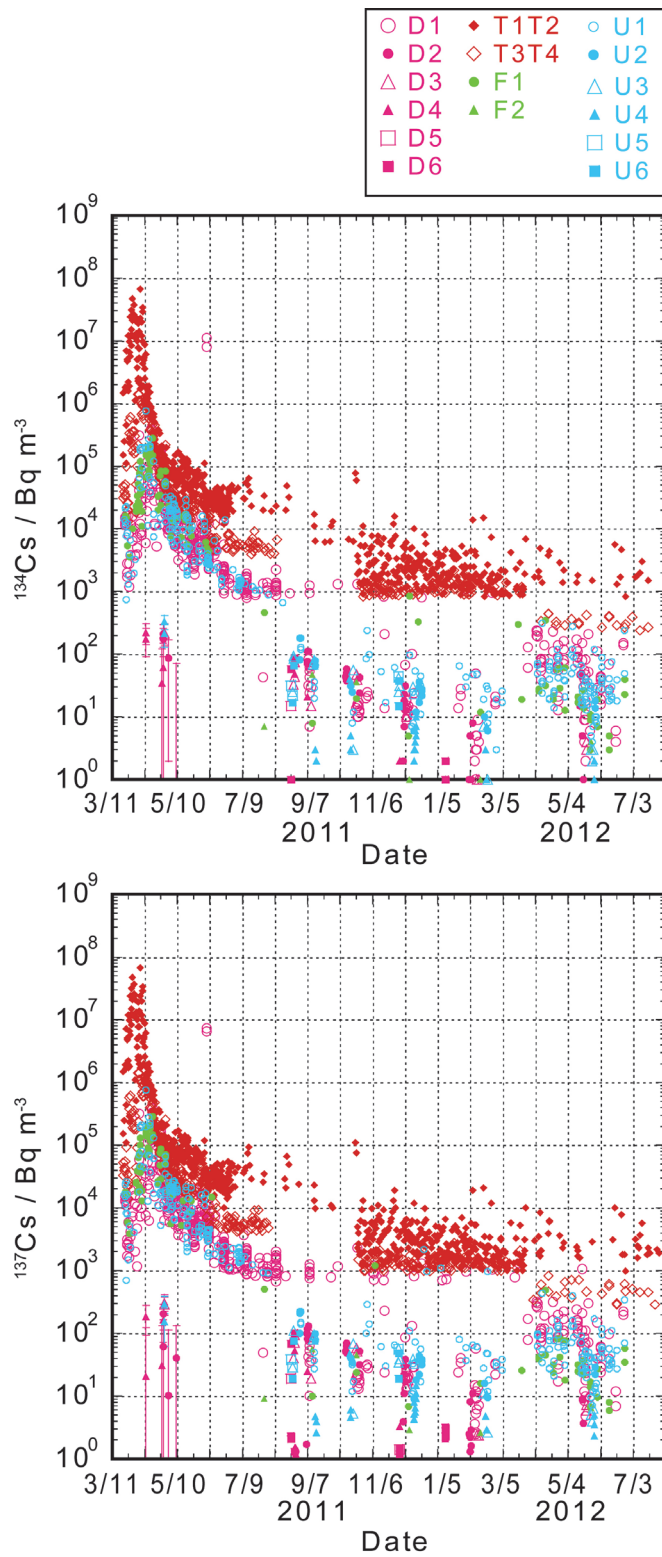 D1 T1T2 U1
D2 T3T4 U2
D3 F1 U3
D4 F2 U4
D5 U5
D6 U6
10⁹
10⁸
10⁷
10⁶
10⁵
10⁴
10³
10²
10¹
10⁰
¹³⁴Cs / Bq m⁻³
3/11 5/10 7/9 9/7 11/6 1/5 3/5 5/4 7/3
2011 2012
Date
10⁹
10⁸
10⁷
10⁶
10⁵
10⁴
10³
10²
10¹
10⁰
¹³⁷Cs / Bq m⁻³
3/11 5/10 7/9 9/7 11/6 1/5 3/5 5/4 7/3
2011 2012
Date